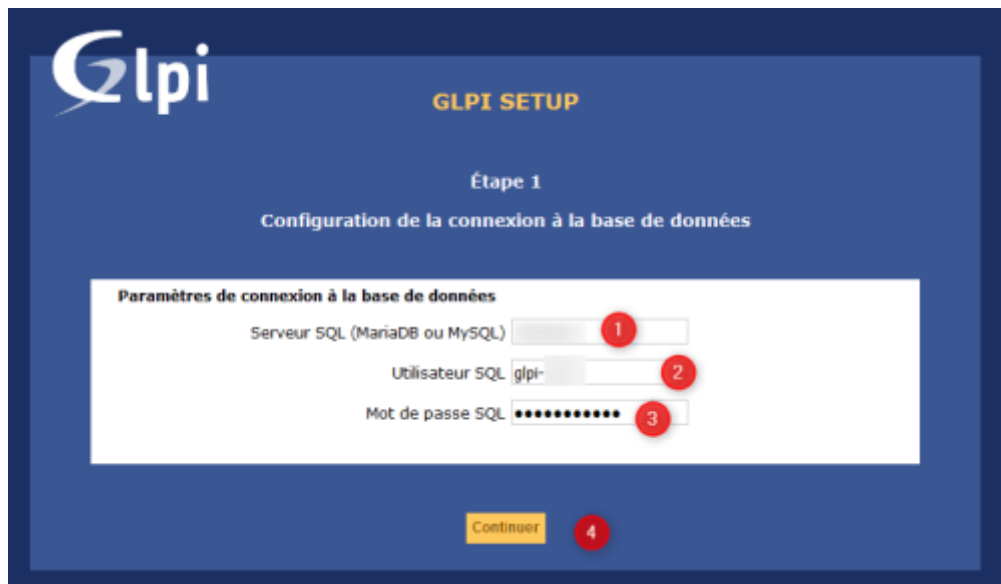 Glpi
GLPI SETUP
Étape 1
Configuration de la connexion à la base de données
Paramètres de connexion à la base de données
Serveur SQL (MariaDB ou MySQL) 1
Utilisateur SQL glpi- 2
Mot de passe SQL ●●●●●●●●●●● 3
Continuer 4